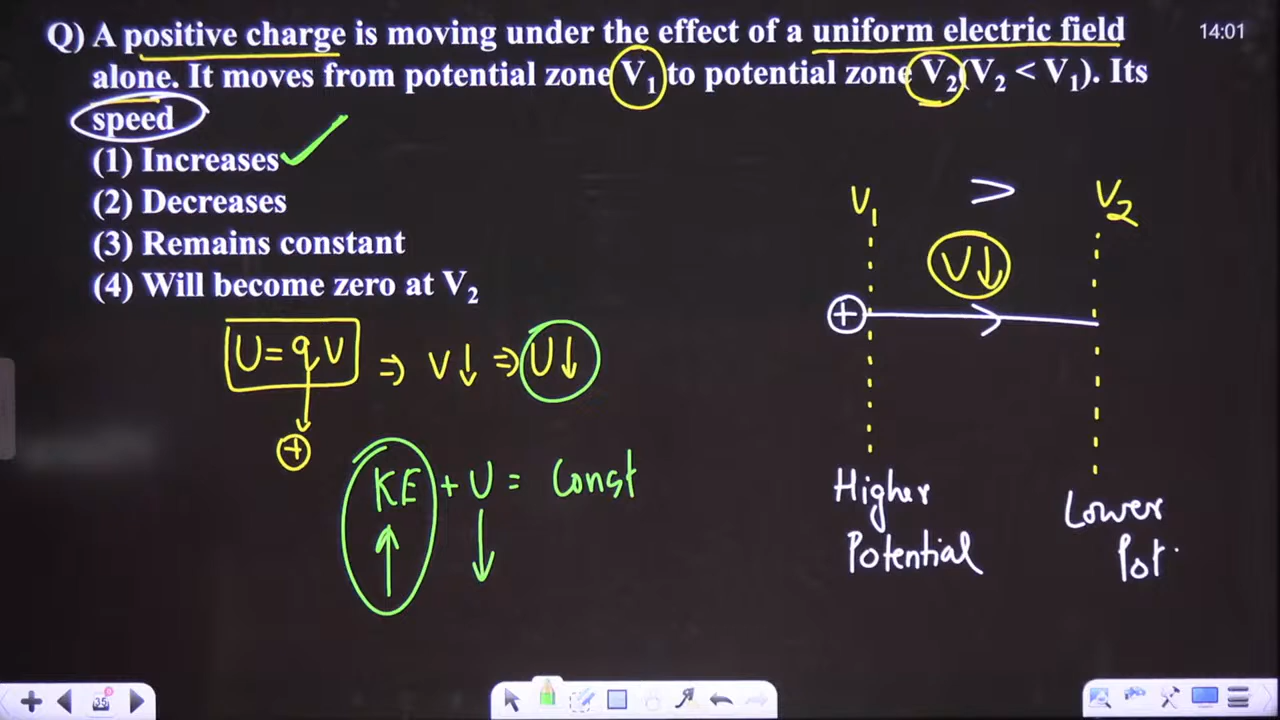 Q) A positive charge is moving under the effect of a uniform electric field
alone. It moves from potential zone V₁ to potential zone V₂(V₂ < V₁). Its
speed
(1) Increases
(2) Decreases
(3) Remains constant
(4) Will become zero at V₂
14:01
U = qV ⇒ V↓ ⇒ U↓
+
KE + U = Const
↑ ↓
V₁ > V₂
V↓
+
Higher
Potential
Lower
Pot.
35